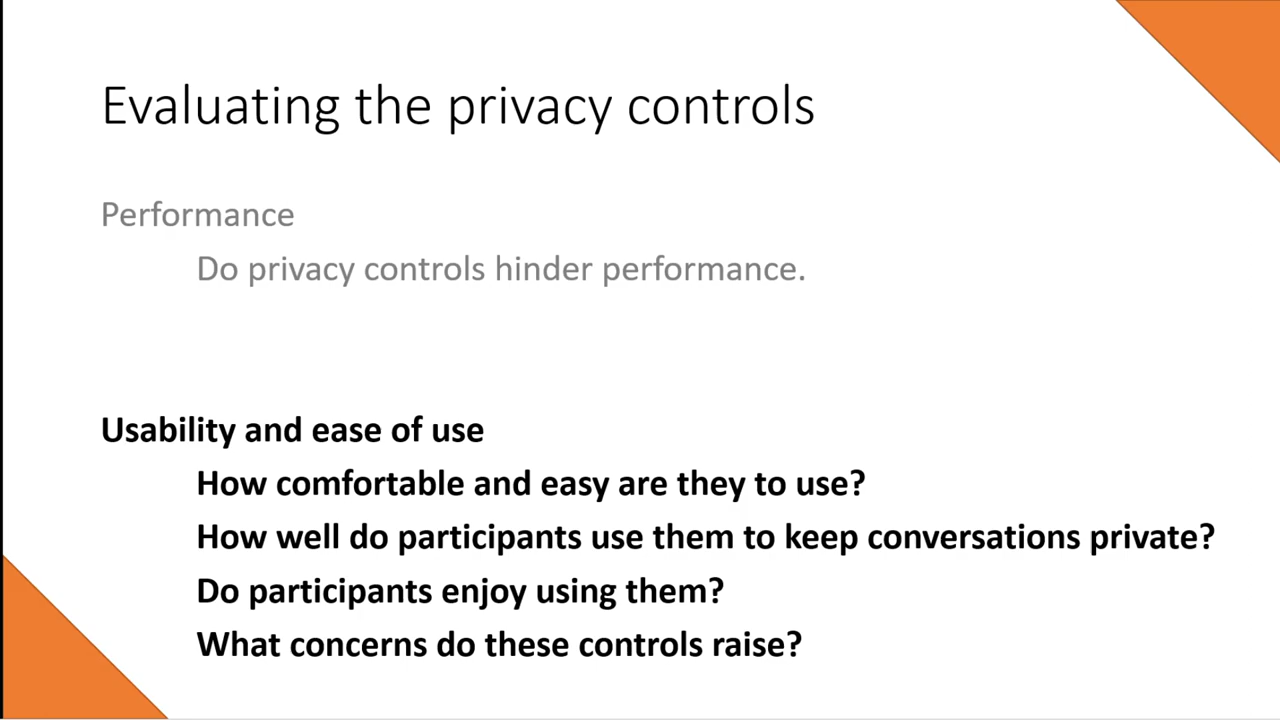 Evaluating the privacy controls
Performance
Do privacy controls hinder performance.
Usability and ease of use
How comfortable and easy are they to use?
How well do participants use them to keep conversations private?
Do participants enjoy using them?
What concerns do these controls raise?